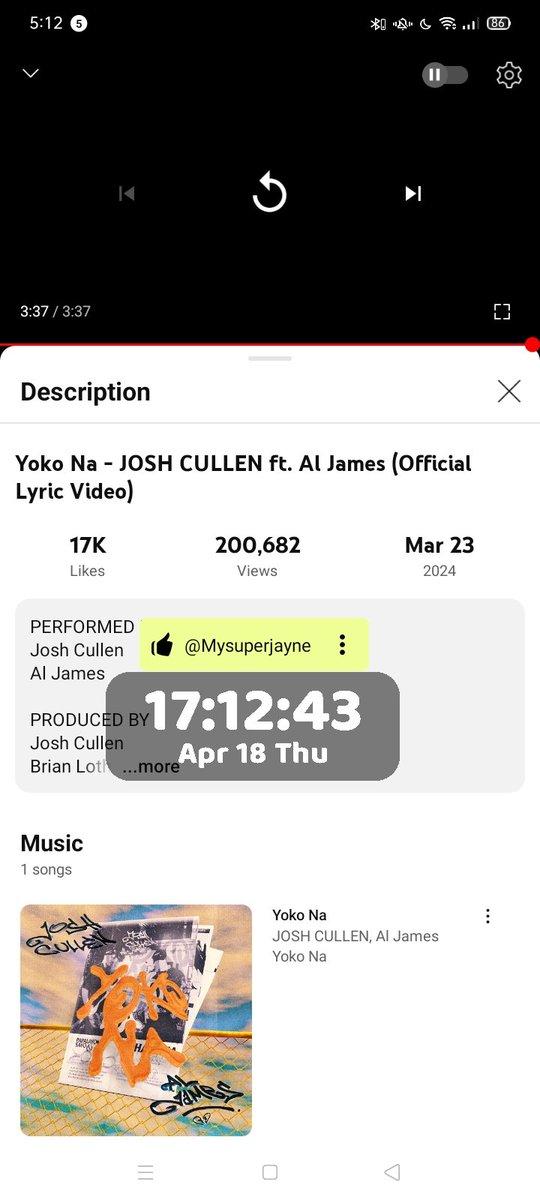 5:12 5 86
3:37 / 3:37
Description
Yoko Na - JOSH CULLEN ft. Al James (Official
Lyric Video)
17K 200,682 Mar 23
Likes Views 2024
PERFORMED
@Mysuperjayne
Josh Cullen
Al James
PRODUCED BY
17:12:43
Josh Cullen
Apr 18 Thu
Brian Loth ...more
Music
1 songs
JOSH
CULLEN
YOKO
NA
AL
JAMES
Yoko Na
JOSH CULLEN, Al James
Yoko Na